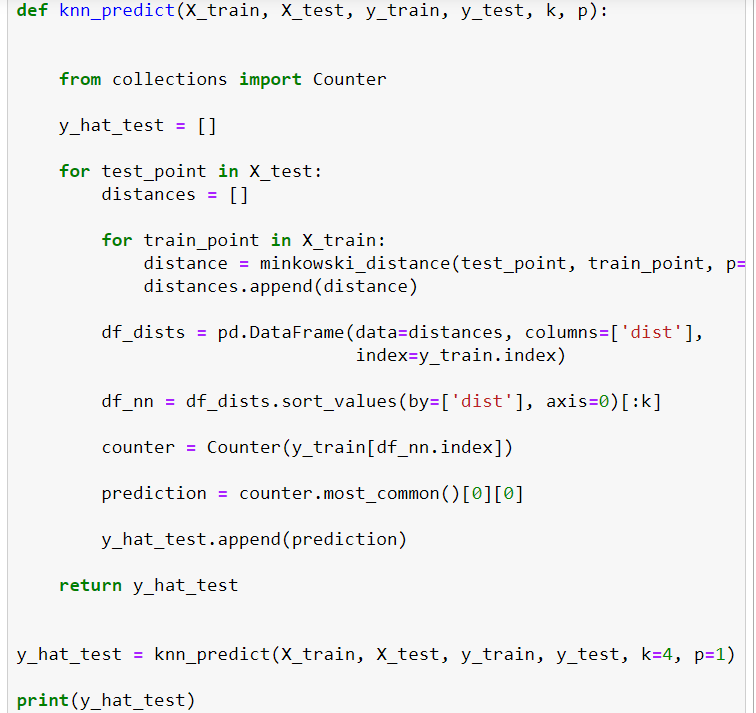 def knn_predict(X_train, X_test, y_train, y_test, k, p):
from collections import Counter
y_hat_test = []
for test_point in X_test:
distances = []
for train_point in X_train:
distance = minkowski_distance(test_point, train_point, p=
distances.append(distance)
df_dists = pd.DataFrame(data=distances, columns=['dist'],
index=y_train.index)
df_nn = df_dists.sort_values(by=['dist'], axis=0)[:k]
counter = Counter(y_train[df_nn.index])
prediction = counter.most_common()[0][0]
y_hat_test.append(prediction)
return y_hat_test
y_hat_test = knn_predict(X_train, X_test, y_train, y_test, k=4, p=1)
print(y_hat_test)